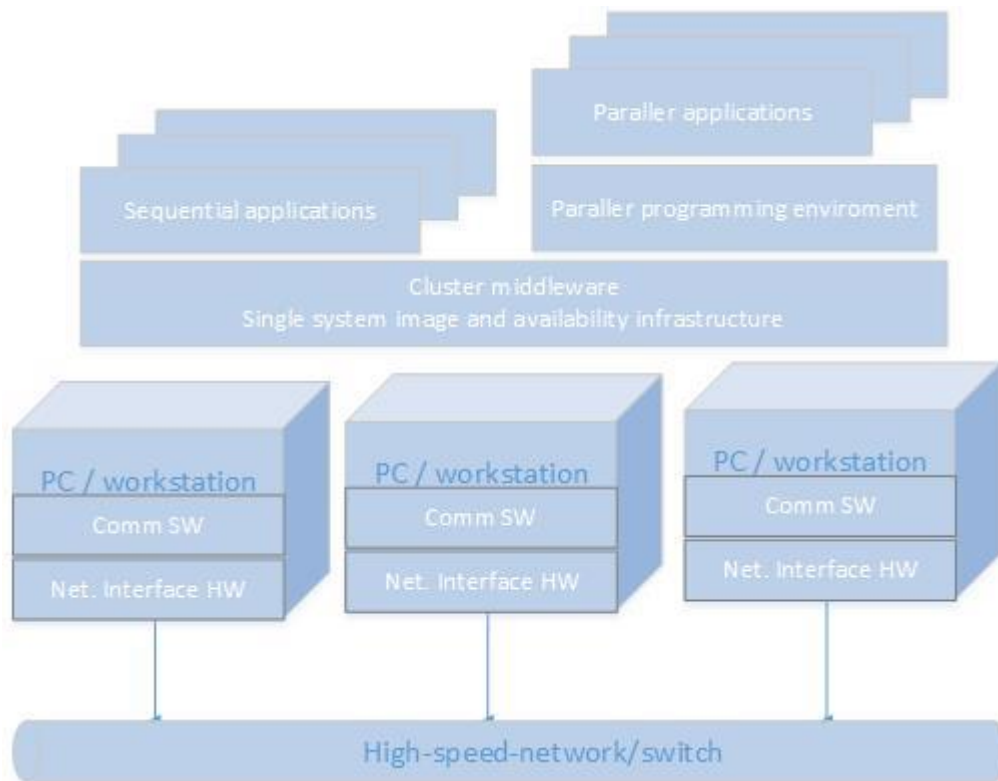 Paraller applications
Sequential applications
Paraller programming enviroment
Cluster middleware
Single system image and availability infrastructure
PC / workstation
Comm SW
Net. Interface HW
PC / workstation
Comm SW
Net. Interface HW
PC / workstation
Comm SW
Net. Interface HW
High-speed-network/switch